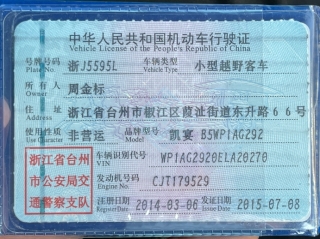 中华人民共和国机动车行驶证
Vehicle License of the People's Republic of China
号牌号码 浙J5595L 车辆类型 小型越野客车
Plate No. Vehicle Type
所有人 周金标
Owner
住址 浙江省台州市椒江区葭沚街道东升路66号
Address
使用性质 非营运 品牌型号 凯宴 B5WP1AG292
Use Character Model
浙江省台州
市公安局交
通警察支队
车辆识别代号 WP1AG2920ELA20270
VIN
发动机号码 CJT179529
Engine No.
注册日期 2014-03-06 发证日期 2015-07-08
Register Date Issue Date